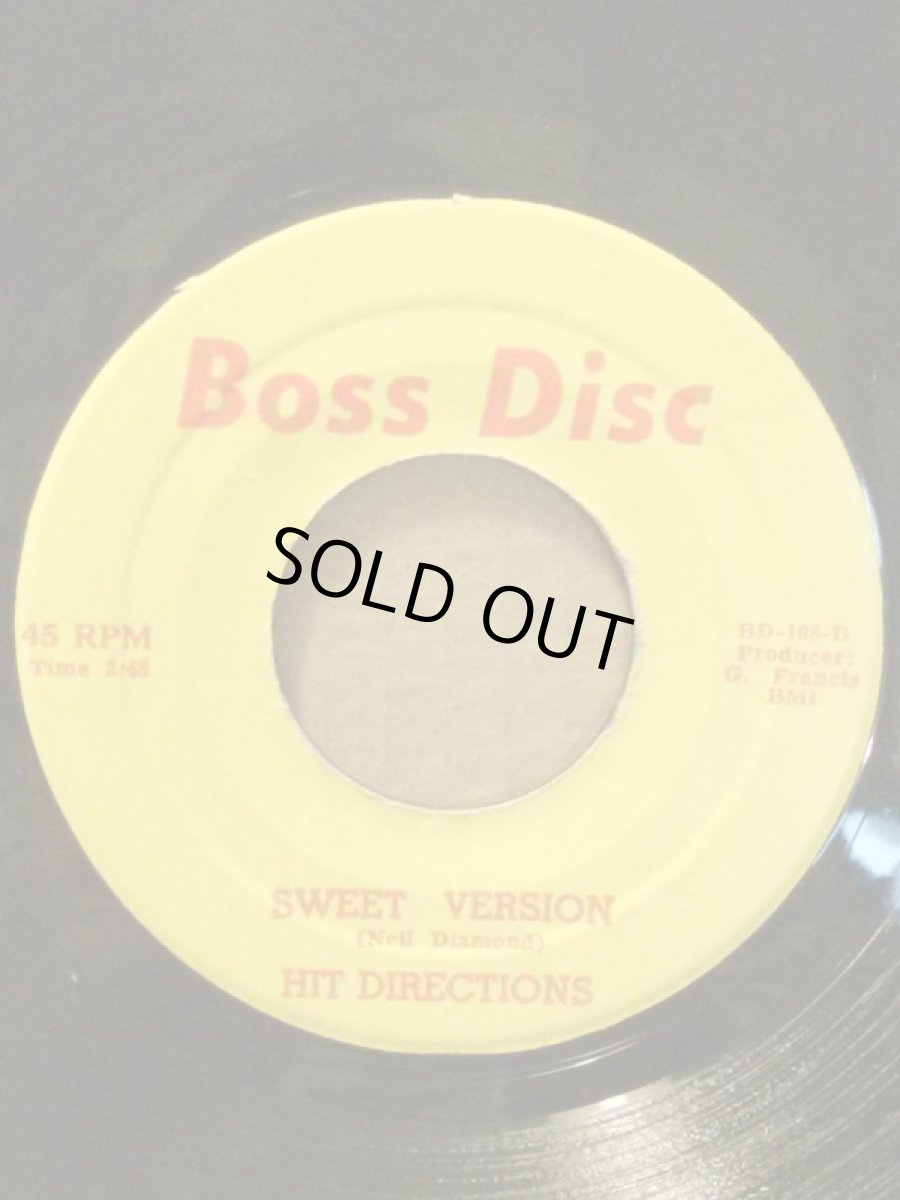 Boss Disc
SOLD OUT
45 RPM
Time 2:45
BD-108-B
Producer:
G. Francis
BMI
SWEET VERSION
(Neil Diamond)
HIT DIRECTIONS